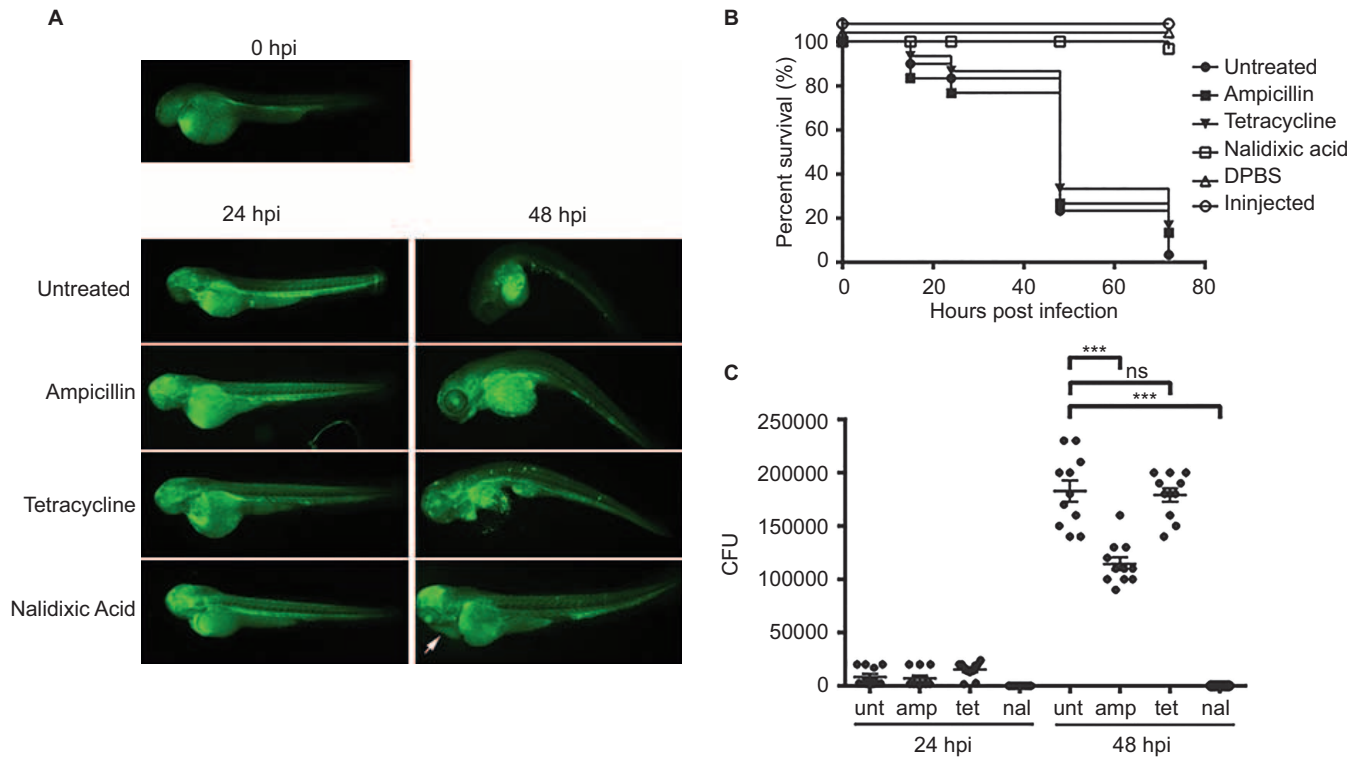 A
0 hpi
24 hpi 48 hpi
Untreated
Ampicillin
Tetracycline
Nalidixic Acid
B
Percent survival (%)
100
80
60
40
20
0
0 20 40 60 80
Hours post infection
Untreated
Ampicillin
Tetracycline
Nalidixic acid
DPBS
Ininjected
C
***
ns
***
CFU
250000
200000
150000
100000
50000
0
unt amp tet nal unt amp tet nal
24 hpi 48 hpi